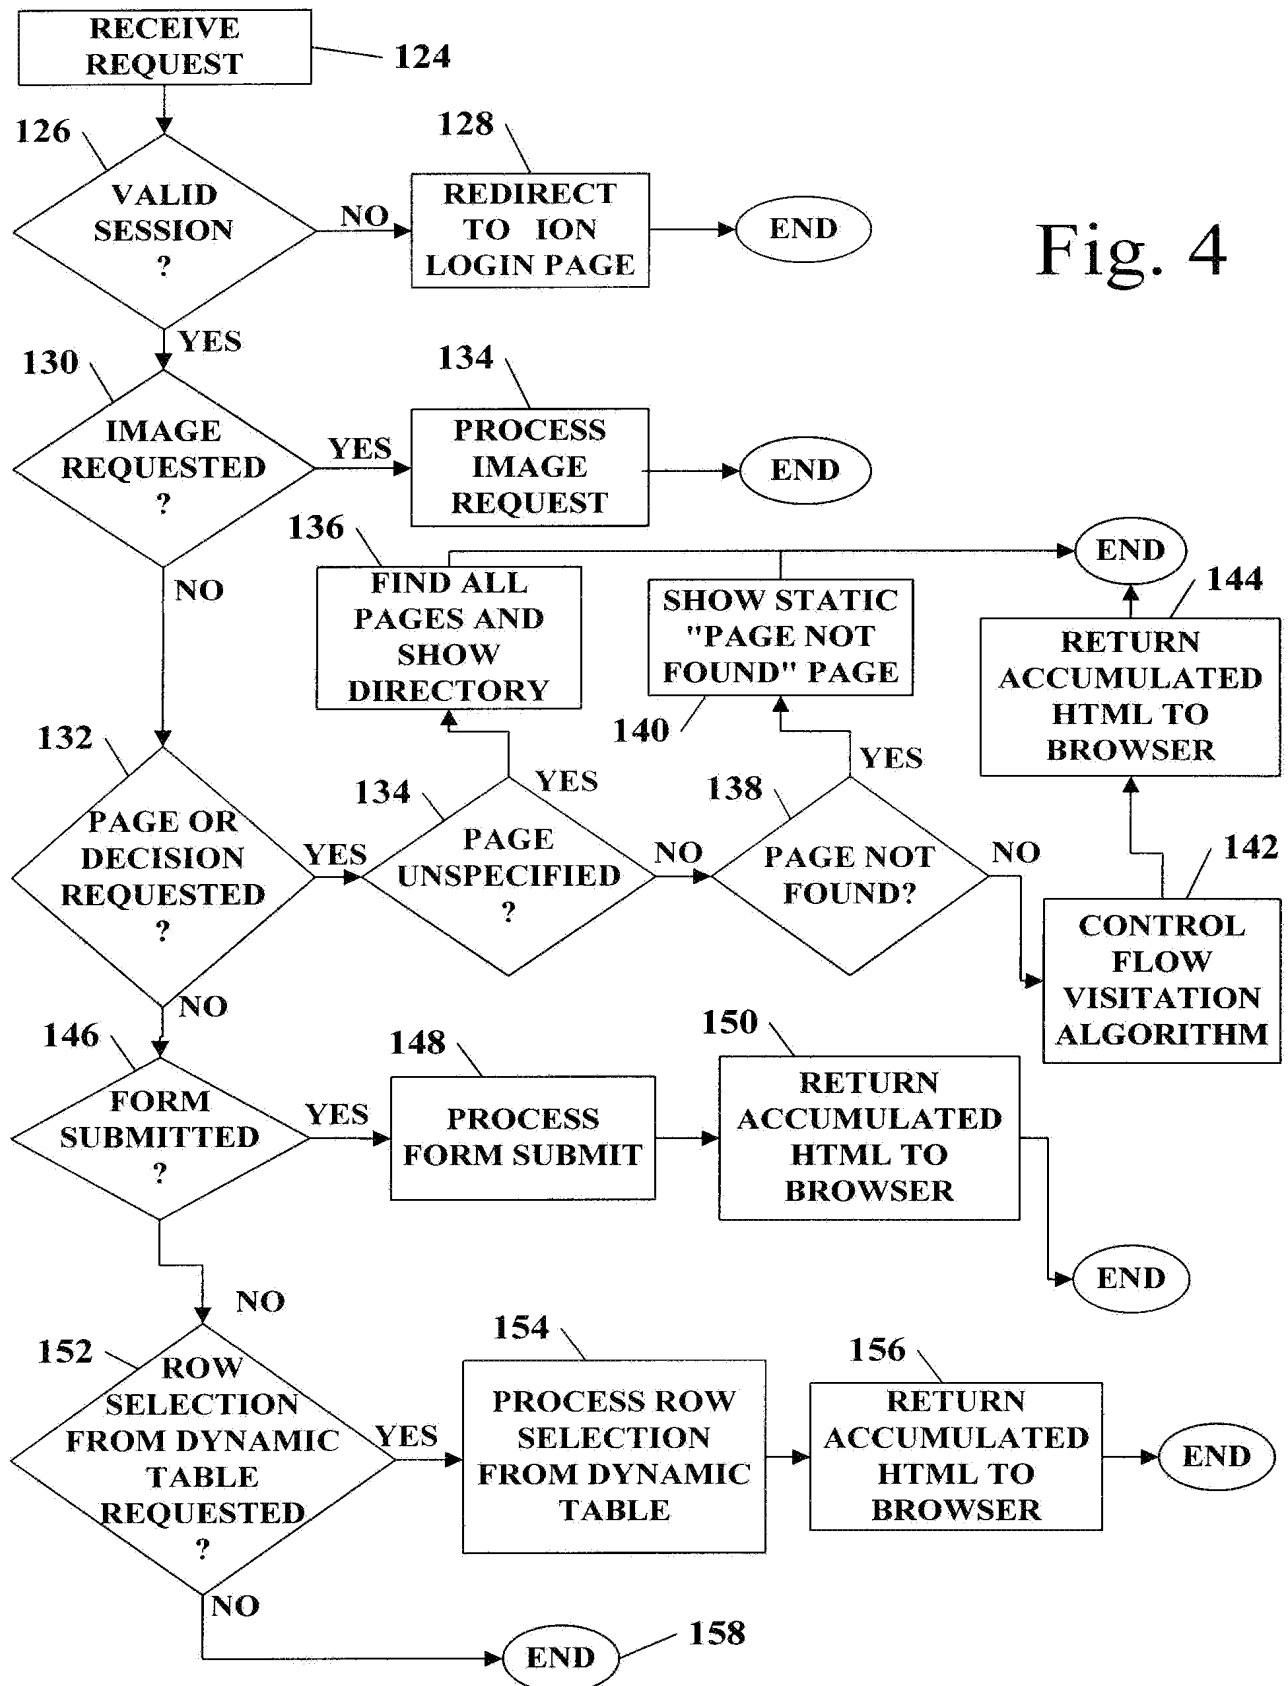 RECEIVE
REQUEST
124
126
VALID
SESSION
?
NO
128
REDIRECT
TO ION
LOGIN PAGE
END
Fig. 4
YES
130
IMAGE
REQUESTED
?
YES
134
PROCESS
IMAGE
REQUEST
END
NO
136
FIND ALL
PAGES AND
SHOW
DIRECTORY
SHOW STATIC
"PAGE NOT
FOUND" PAGE
140
END
144
RETURN
ACCUMULATED
HTML TO
BROWSER
132
PAGE OR
DECISION
REQUESTED
?
YES
134
YES
PAGE
UNSPECIFIED
?
NO
138
YES
PAGE NOT
FOUND?
NO
142
CONTROL
FLOW
VISITATION
ALGORITHM
NO
146
FORM
SUBMITTED
?
YES
148
PROCESS
FORM SUBMIT
150
RETURN
ACCUMULATED
HTML TO
BROWSER
END
NO
152
ROW
SELECTION
FROM DYNAMIC
TABLE
REQUESTED
?
YES
154
PROCESS ROW
SELECTION
FROM DYNAMIC
TABLE
156
RETURN
ACCUMULATED
HTML TO
BROWSER
END
NO
END
158